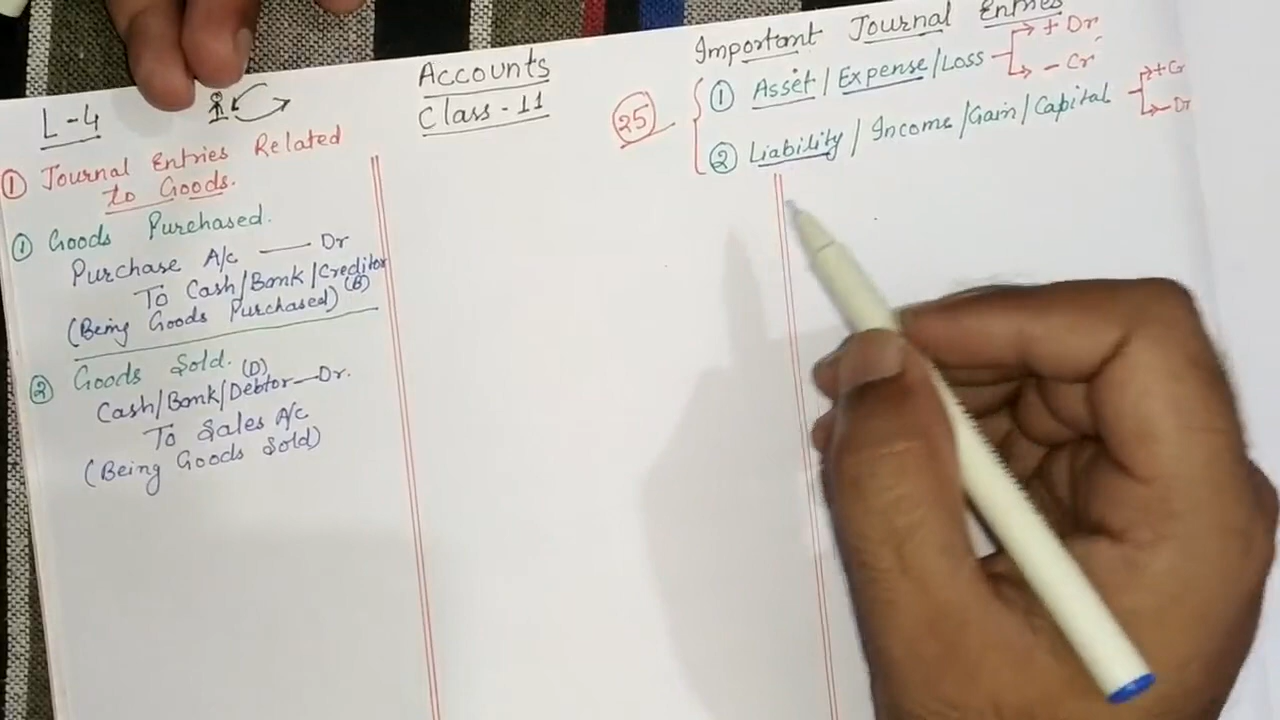 L-4
Accounts
Class - 11
① Journal Entries Related
to Goods.
① Goods Purchased.
Purchase A/c —— Dr
To Cash/Bank/Creditor
(B)
(Being Goods Purchased)
② Goods Sold.
(D)
Cash/Bank/Debtor—Dr.
To Sales A/c
(Being Goods Sold)
Important Journal Entries
25
① Asset / Expense/Loss
+ Dr
- Cr
② Liability / Income/Gain/Capital
+ Cr
- Dr